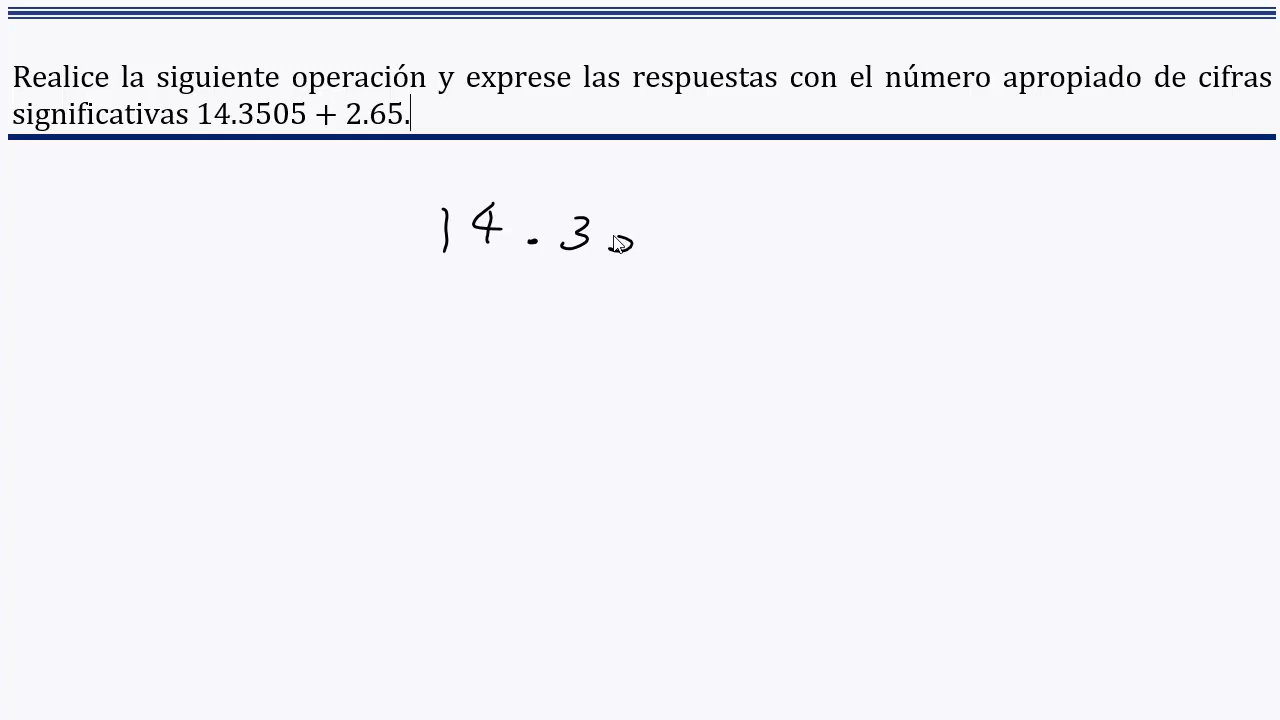 Realice la siguiente operación y exprese las respuestas con el número apropiado de cifras
significativas 14.3505 + 2.65.
14.3